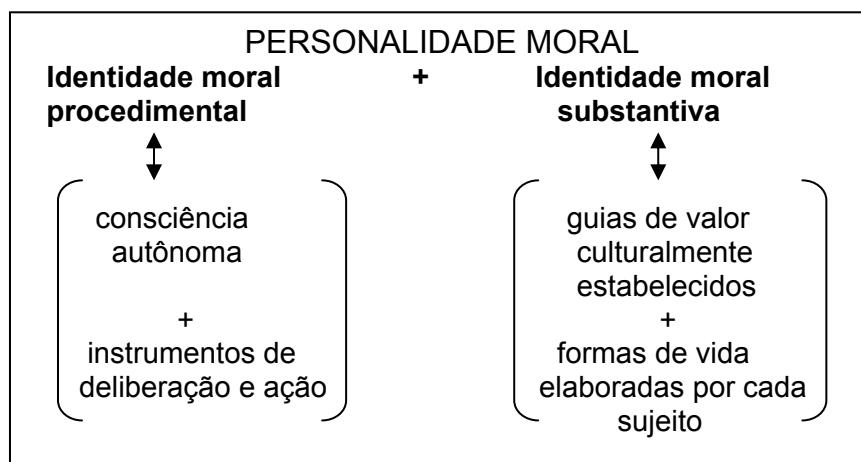 PERSONALIDADE MORAL
Identidade moral + Identidade moral
procedimental substantiva
consciência
autônoma
+
instrumentos de
deliberação e ação
guias de valor
culturalmente
estabelecidos
+
formas de vida
elaboradas por cada
sujeito